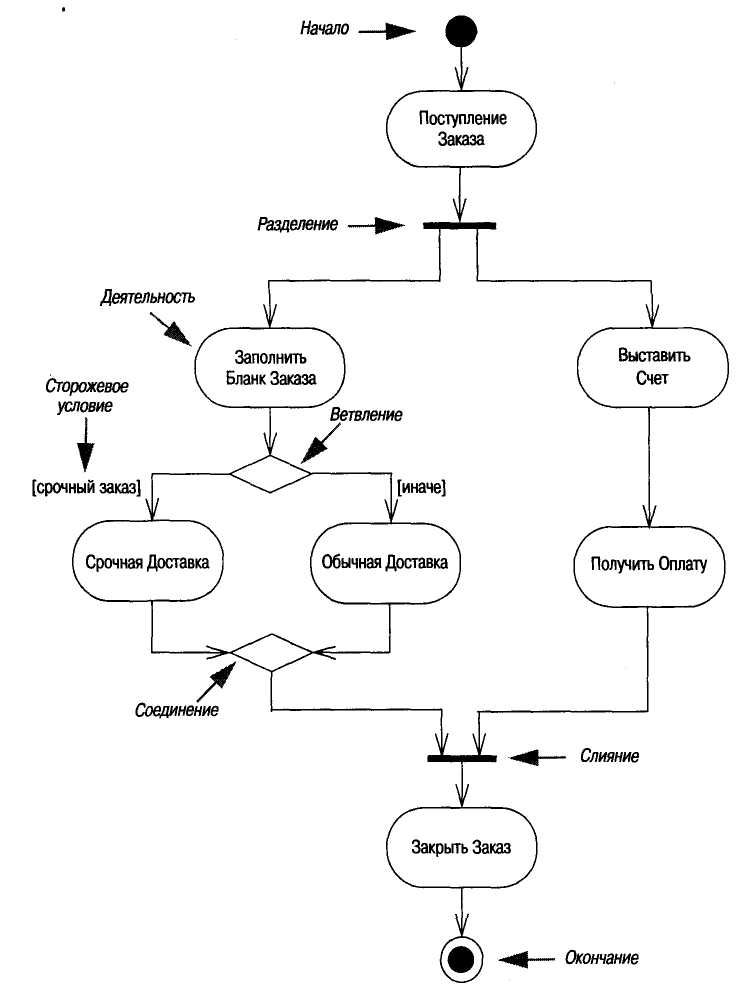 Начало
Поступление
Заказа
Разделение
Деятельность
Заполнить
Бланк Заказа
Выставить
Счет
Сторожевое
условие
Ветвление
[срочный заказ]
[иначе]
Срочная Доставка
Обычная Доставка
Получить Оплату
Соединение
Слияние
Закрыть Заказ
Окончание